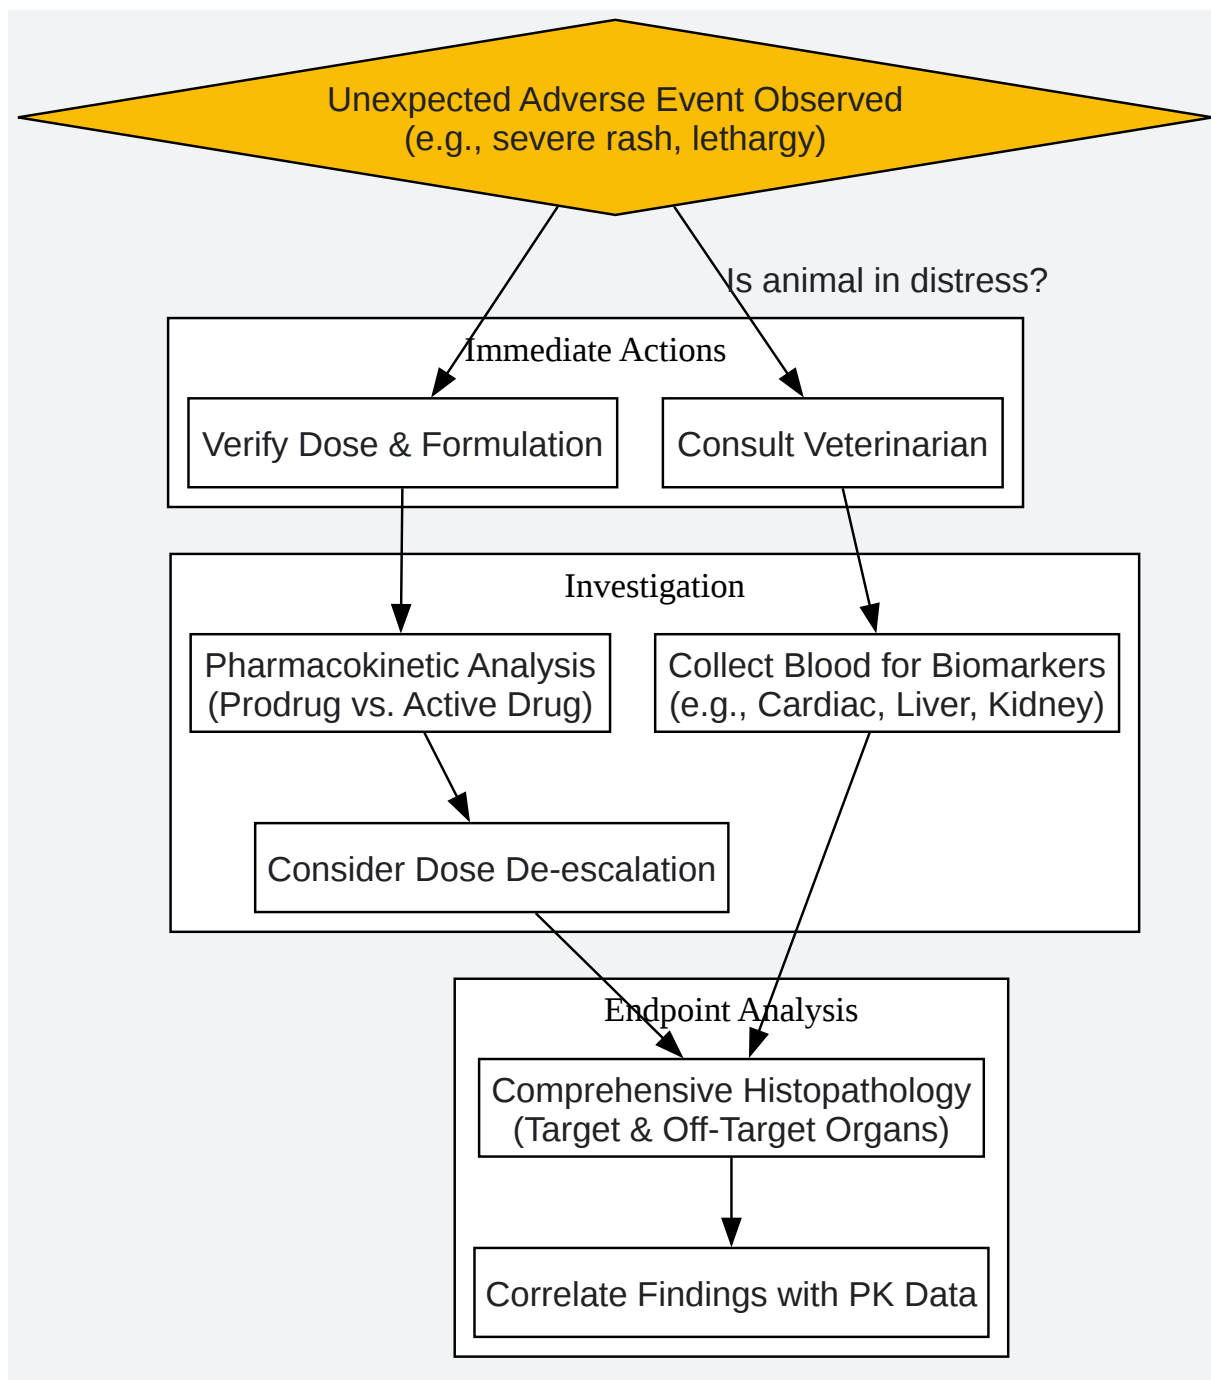 Unexpected Adverse Event Observed
(e.g., severe rash, lethargy)
Is animal in distress?
Immediate Actions
Verify Dose & Formulation
Consult Veterinarian
Investigation
Pharmacokinetic Analysis
(Prodrug vs. Active Drug)
Collect Blood for Biomarkers
(e.g., Cardiac, Liver, Kidney)
Consider Dose De-escalation
Endpoint Analysis
Comprehensive Histopathology
(Target & Off-Target Organs)
Correlate Findings with PK Data